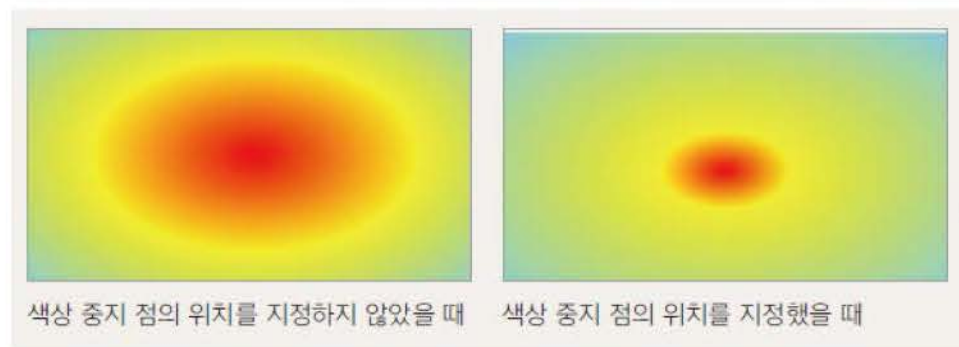 색상 중지 점의 위치를 지정하지 않았을 때
색상 중지 점의 위치를 지정했을 때